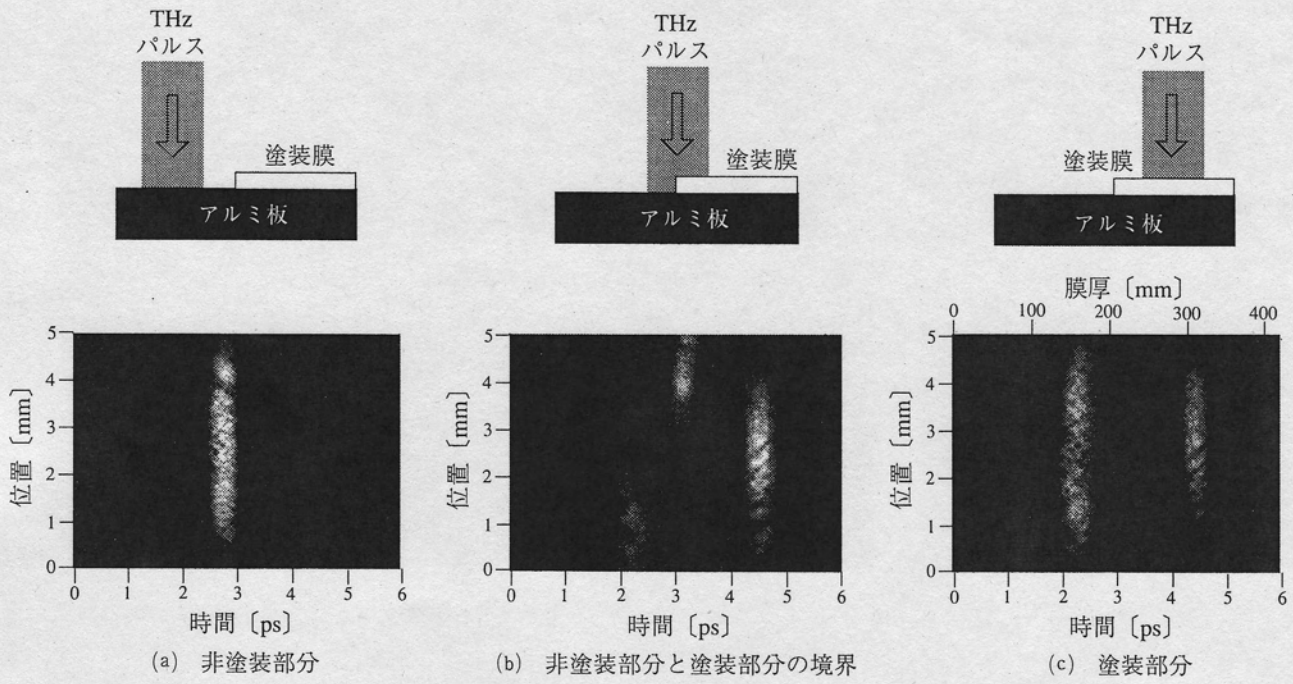 THz
パルス
塗装膜
アルミ板
5
4
3
2
1
0
位置〔mm〕
0 1 2 3 4 5 6
時間〔ps〕
(a) 非塗装部分
THz
パルス
塗装膜
アルミ板
5
4
3
2
1
0
位置〔mm〕
0 1 2 3 4 5 6
時間〔ps〕
(b) 非塗装部分と塗装部分の境界
THz
パルス
塗装膜
アルミ板
膜厚〔mm〕
0 100 200 300 400
5
4
3
2
1
0
位置〔mm〕
0 1 2 3 4 5 6
時間〔ps〕
(c) 塗装部分